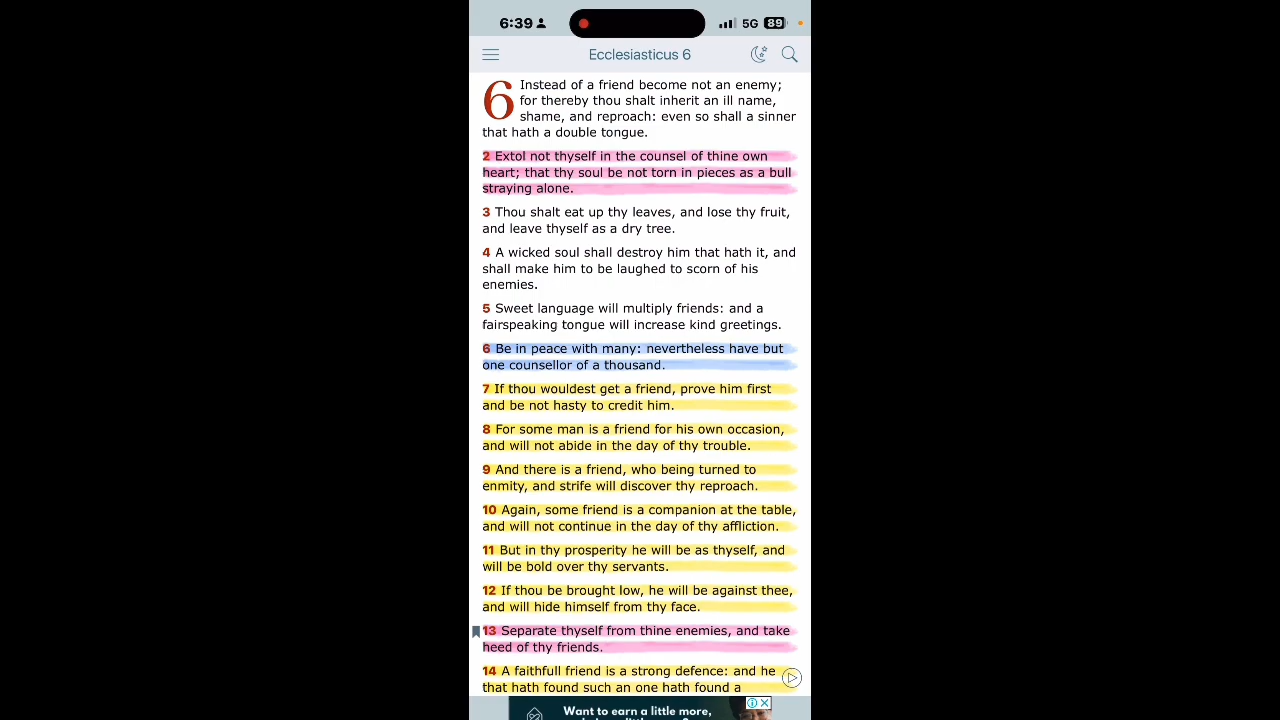 6:39
5G 89
Ecclesiasticus 6
6 Instead of a friend become not an enemy;
for thereby thou shalt inherit an ill name,
shame, and reproach: even so shall a sinner
that hath a double tongue.
2 Extol not thyself in the counsel of thine own
heart; that thy soul be not torn in pieces as a bull
straying alone.
3 Thou shalt eat up thy leaves, and lose thy fruit,
and leave thyself as a dry tree.
4 A wicked soul shall destroy him that hath it, and
shall make him to be laughed to scorn of his
enemies.
5 Sweet language will multiply friends: and a
fairspeaking tongue will increase kind greetings.
6 Be in peace with many: nevertheless have but
one counsellor of a thousand.
7 If thou wouldest get a friend, prove him first
and be not hasty to credit him.
8 For some man is a friend for his own occasion,
and will not abide in the day of thy trouble.
9 And there is a friend, who being turned to
enmity, and strife will discover thy reproach.
10 Again, some friend is a companion at the table,
and will not continue in the day of thy affliction.
11 But in thy prosperity he will be as thyself, and
will be bold over thy servants.
12 If thou be brought low, he will be against thee,
and will hide himself from thy face.
13 Separate thyself from thine enemies, and take
heed of thy friends.
14 A faithfull friend is a strong defence: and he
that hath found such an one hath found a
Want to earn a little more,